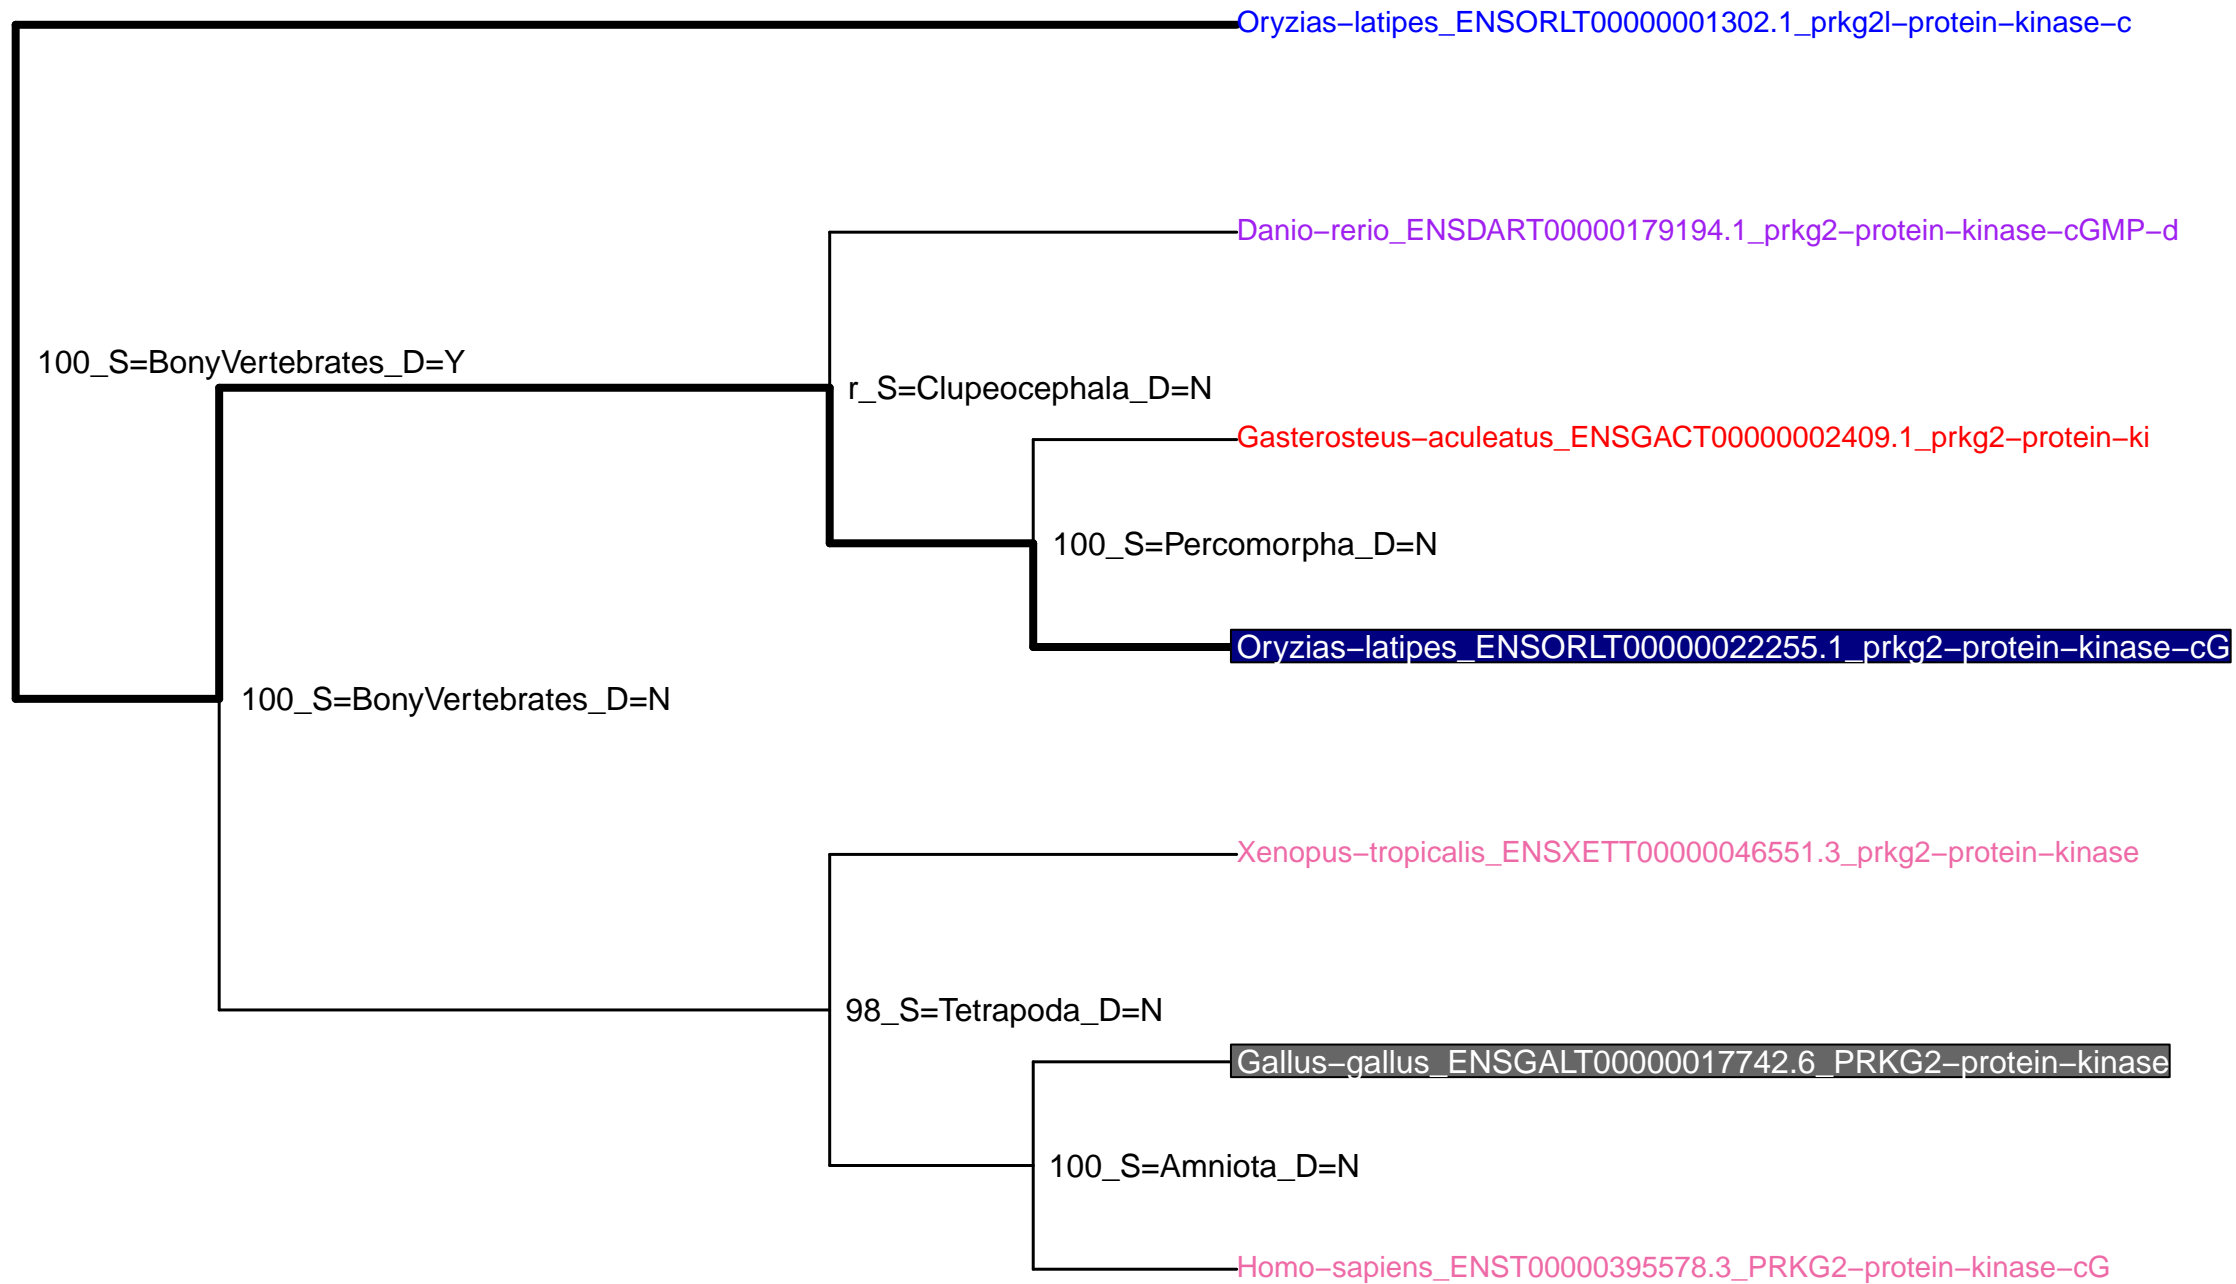 Oryzias−latipes_ENSORLT00000001302.1_prkg2l−protein−kinase−c
Danio−rerio_ENSDART00000179194.1_prkg2−protein−kinase−cGMP−d
100_S=BonyVertebrates_D=Y
r_S=Clupeocephala_D=N
Gasterosteus−aculeatus_ENSGACT00000002409.1_prkg2−protein−ki
100_S=Percomorpha_D=N
Oryzias−latipes_ENSORLT00000022255.1_prkg2−protein−kinase−cG
100_S=BonyVertebrates_D=N
Xenopus−tropicalis_ENSXETT00000046551.3_prkg2−protein−kinase
98_S=Tetrapoda_D=N
Gallus−gallus_ENSGALT00000017742.6_PRKG2−protein−kinase
100_S=Amniota_D=N
Homo−sapiens_ENST00000395578.3_PRKG2−protein−kinase−cG